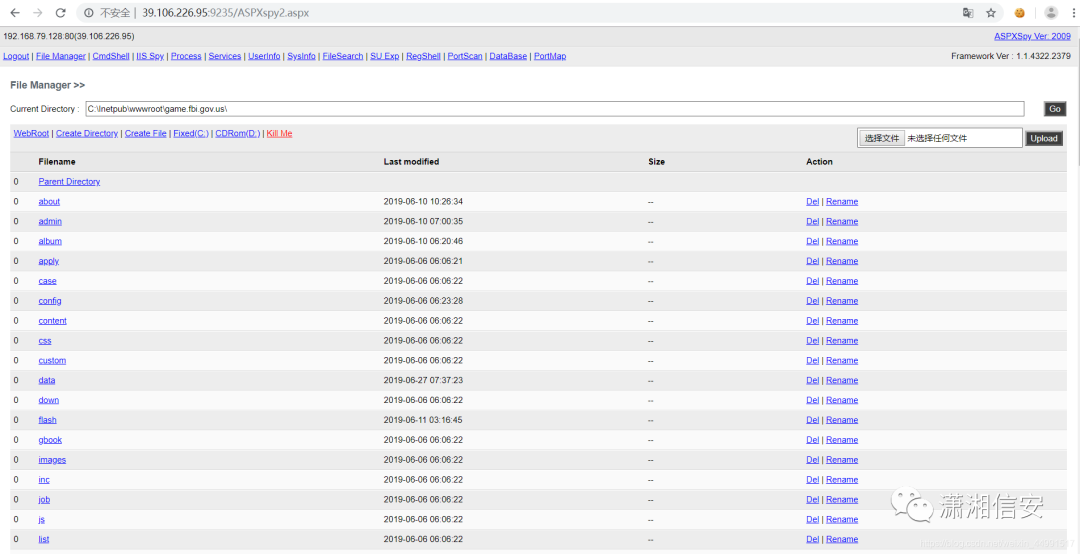 不安全 | 39.106.226.95:9235/ASPXspy2.aspx
192.168.79.128:80(39.106.226.95) ASPXSpy Ver: 2009
Logout | File Manager | CmdShell | IIS Spy | Process | Services | UserInfo | SysInfo | FileSearch | SU Exp | RegShell | PortScan | DataBase | PortMap Framework Ver : 1.1.4322.2379
File Manager >>
Current Directory : C:\Inetpub\wwwroot\game.fbi.gov.us\ Go
WebRoot | Create Directory | Create File | Fixed(C:) | CDRom(D:) | Kill Me 选择文件 未选择任何文件 Upload
Filename Last modified Size Action
0 Parent Directory
0 about 2019-06-10 10:26:34 -- Del | Rename
0 admin 2019-06-10 07:00:35 -- Del | Rename
0 album 2019-06-10 06:20:46 -- Del | Rename
0 apply 2019-06-06 06:06:21 -- Del | Rename
0 case 2019-06-06 06:06:22 -- Del | Rename
0 config 2019-06-06 06:23:28 -- Del | Rename
0 content 2019-06-06 06:06:22 -- Del | Rename
0 css 2019-06-06 06:06:22 -- Del | Rename
0 custom 2019-06-06 06:06:22 -- Del | Rename
0 data 2019-06-27 07:37:23 -- Del | Rename
0 down 2019-06-06 06:06:22 -- Del | Rename
0 flash 2019-06-11 03:16:45 -- Del | Rename
0 gbook 2019-06-06 06:06:22 -- Del | Rename
0 images 2019-06-06 06:06:22 -- Del | Rename
0 inc 2019-06-06 06:06:22 -- Del | Rename
0 job 2019-06-06 06:06:22 -- Del | Rename
0 js 2019-06-06 06:06:22 -- Del | Rename
0 list 2019-06-06 06:06:22 -- Del | Rename
潇湘信安